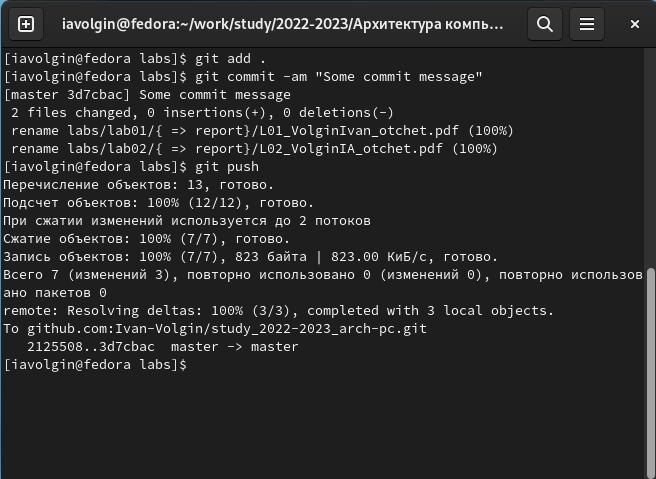 iavolgin@fedora:~/work/study/2022-2023/Архитектура компь...
[iavolgin@fedora labs]$ git add .
[iavolgin@fedora labs]$ git commit -am "Some commit message"
[master 3d7cbac] Some commit message
 2 files changed, 0 insertions(+), 0 deletions(-)
 rename labs/lab01/{ => report}/L01_VolginIvan_otchet.pdf (100%)
 rename labs/lab02/{ => report}/L02_VolginIA_otchet.pdf (100%)
[iavolgin@fedora labs]$ git push
Перечисление объектов: 13, готово.
Подсчет объектов: 100% (12/12), готово.
При сжатии изменений используется до 2 потоков
Сжатие объектов: 100% (7/7), готово.
Запись объектов: 100% (7/7), 823 байта | 823.00 КиБ/с, готово.
Всего 7 (изменений 3), повторно использовано 0 (изменений 0), повторно использов
ано пакетов 0
remote: Resolving deltas: 100% (3/3), completed with 3 local objects.
To github.com:Ivan-Volgin/study_2022-2023_arch-pc.git
   2125508..3d7cbac  master -> master
[iavolgin@fedora labs]$